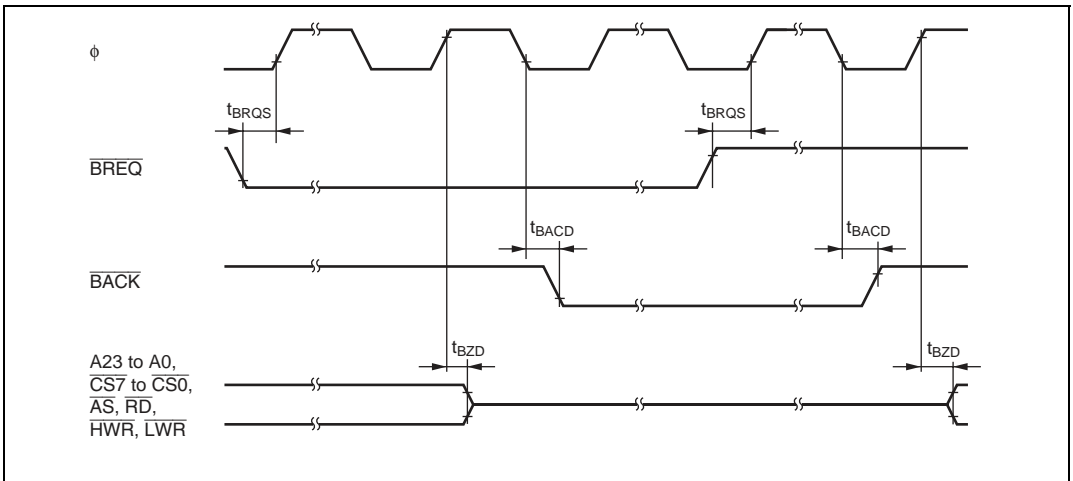 ϕ
tBRQS
tBRQS
BREQ
tBACD
tBACD
BACK
tBZD
tBZD
A23 to A0,
CS7 to CS0,
AS, RD,
HWR, LWR